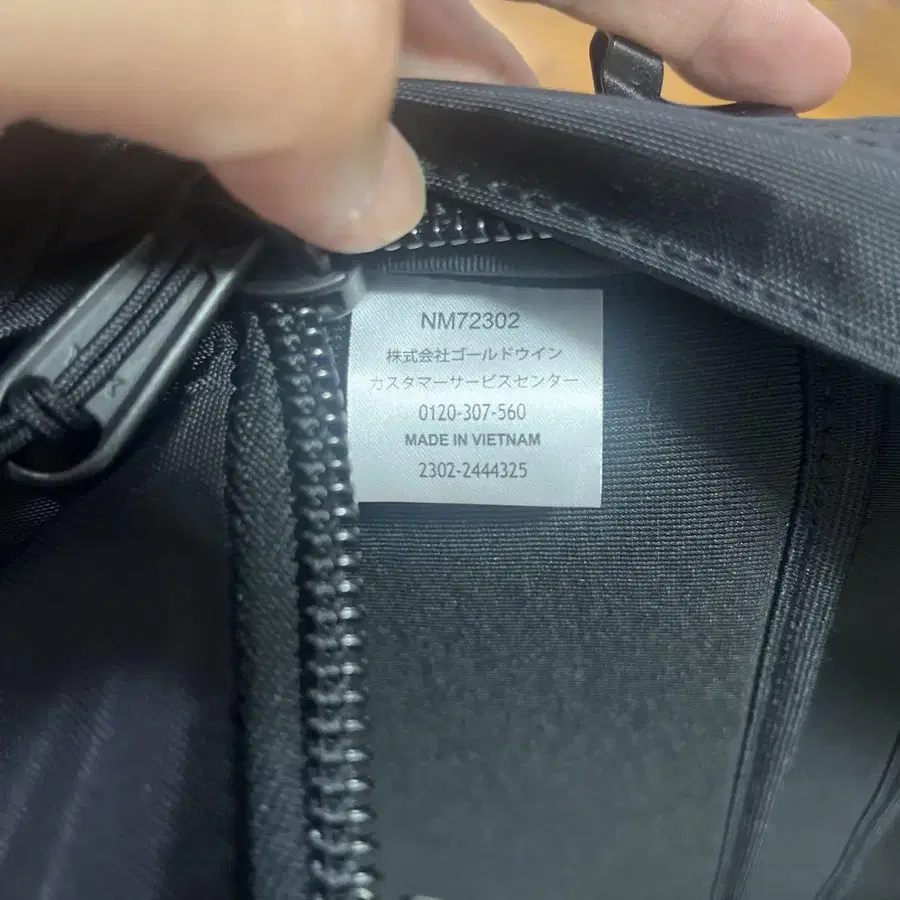 NM72302
株式会社ゴールドウイン
カスタマーサービスセンター
0120-307-560
MADE IN VIETNAM
2302-2444325